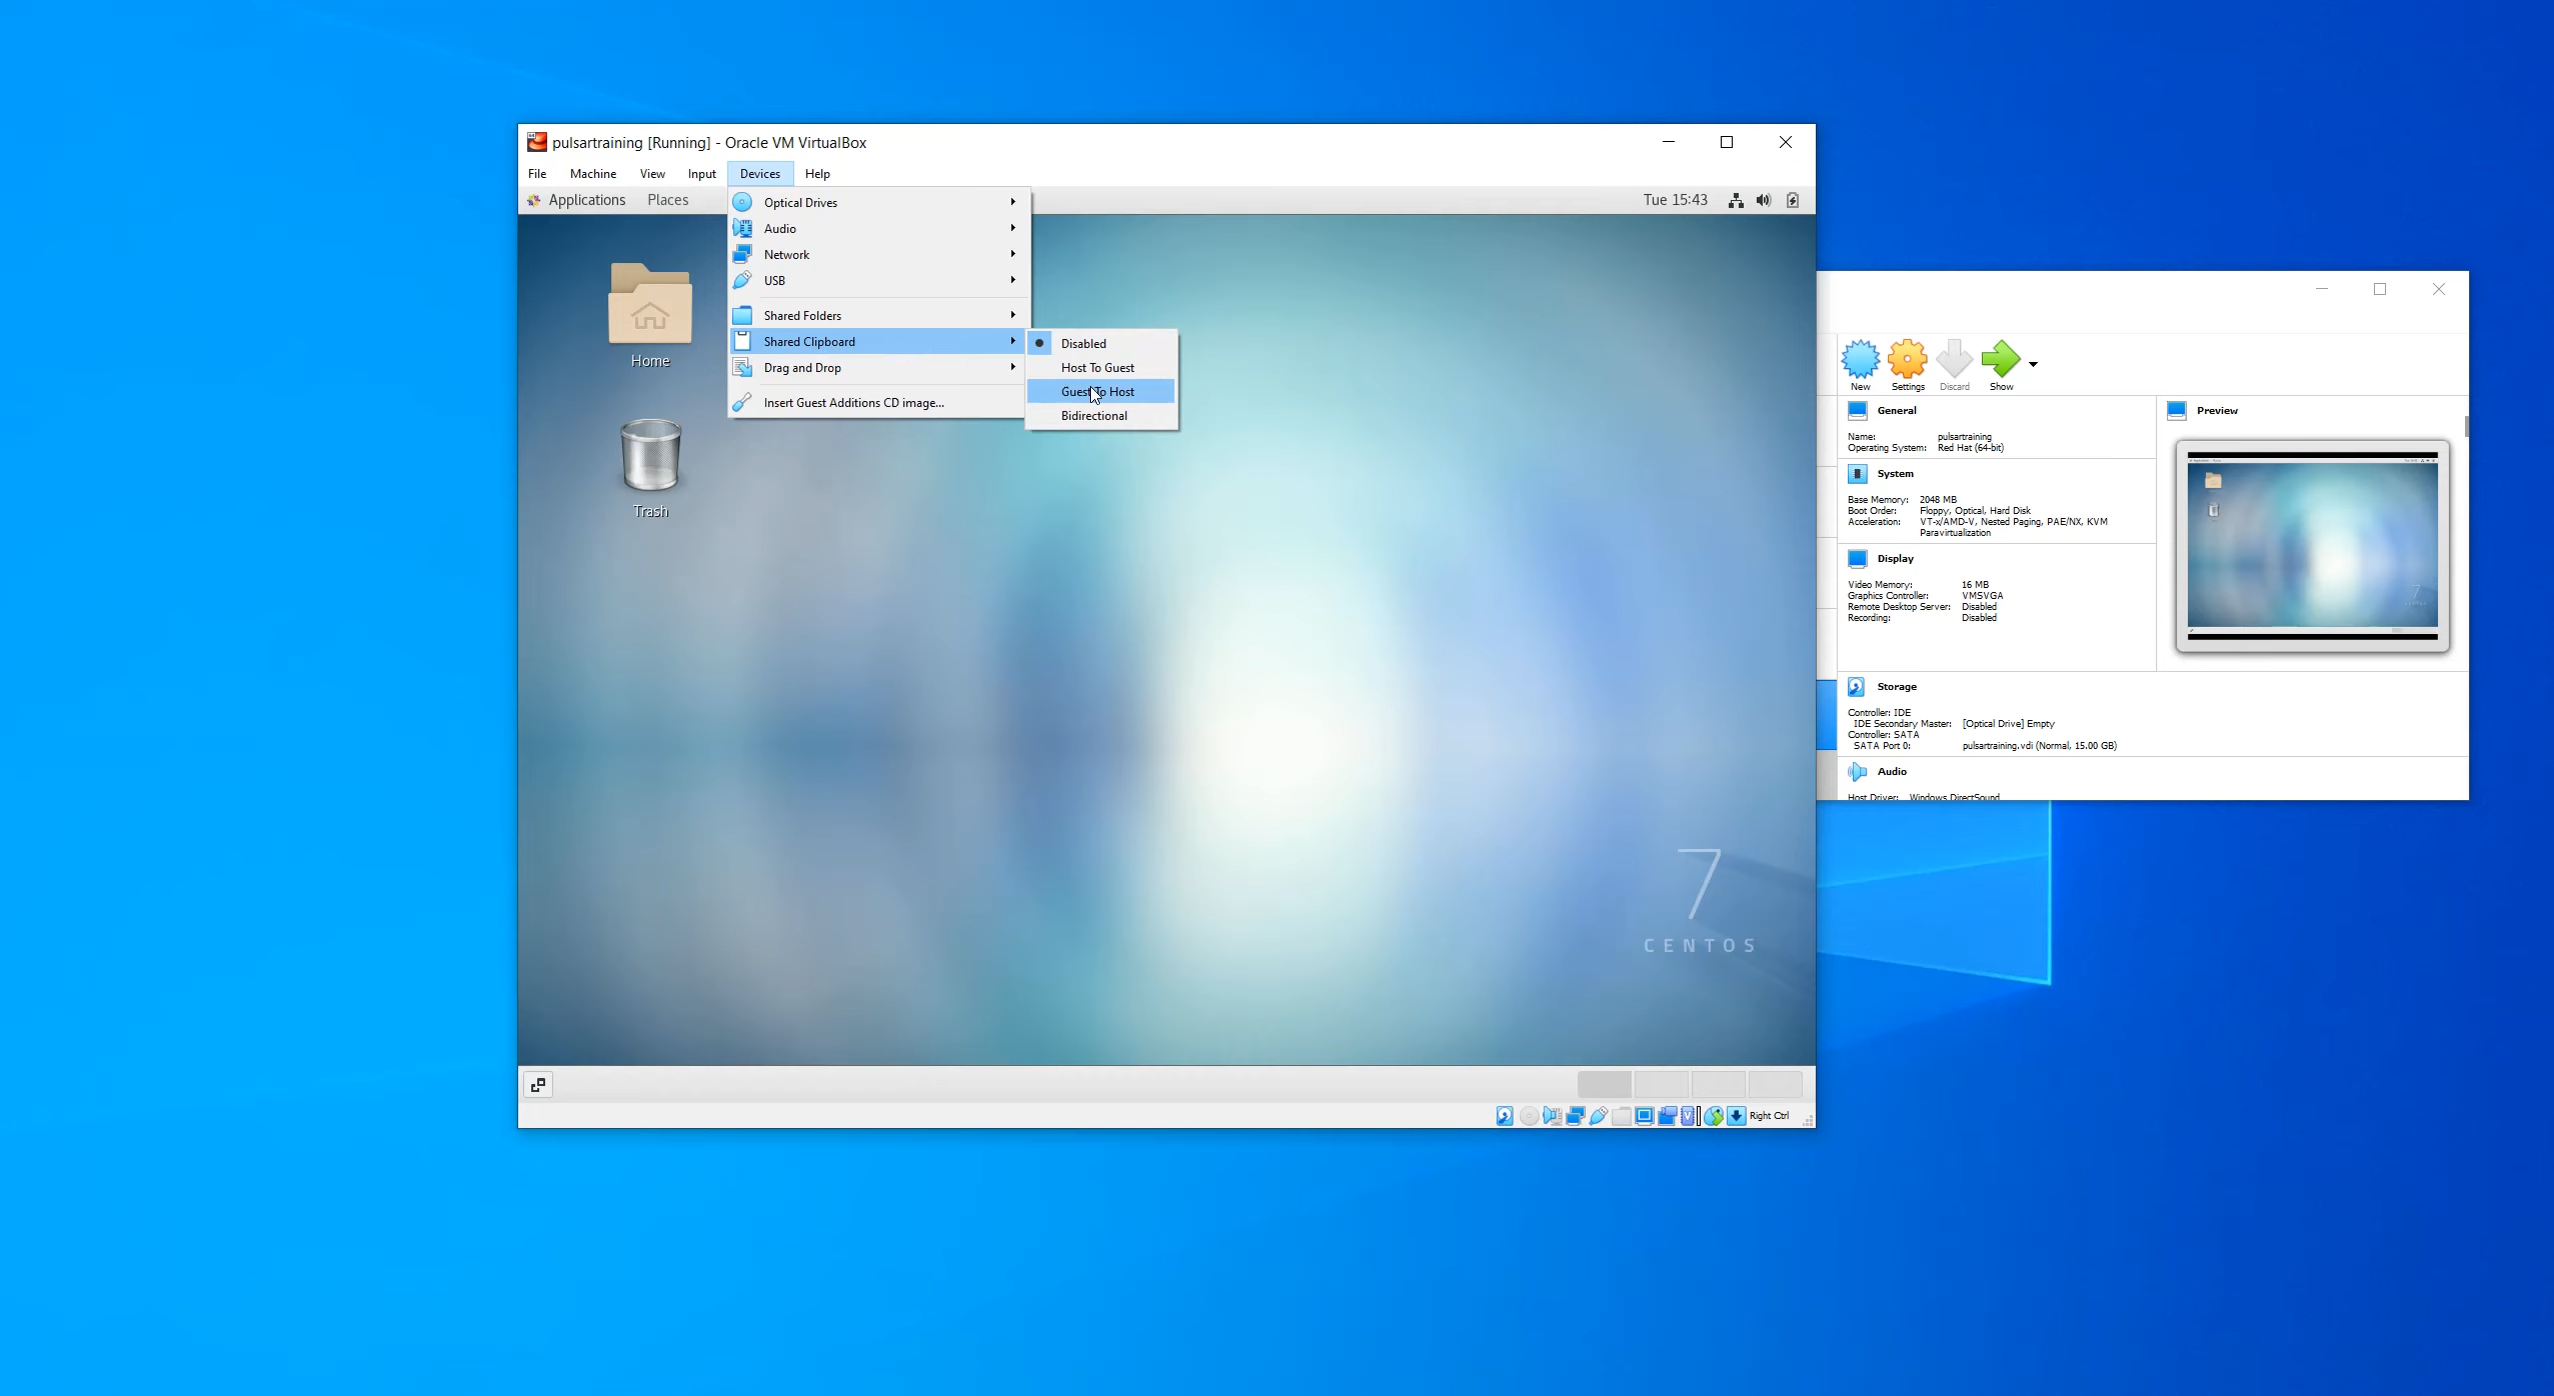 pulsartraining [Running] - Oracle VM VirtualBox
File Machine View Input Devices Help
Applications Places Tue 15:43
Optical Drives
Audio
Network
USB
Shared Folders
Shared Clipboard
Drag and Drop
Insert Guest Additions CD image...
Disabled
Host To Guest
Guest To Host
Bidirectional
Home
Trash
7
CENTOS
Right Ctrl
New Settings Discard Show
General
Name: pulsartraining
Operating System: Red Hat (64-bit)
System
Base Memory: 2048 MB
Boot Order: Floppy, Optical, Hard Disk
Acceleration: VT-x/AMD-V, Nested Paging, PAE/NX, KVM
Paravirtualization
Display
Video Memory: 16 MB
Graphics Controller: VMSVGA
Remote Desktop Server: Disabled
Recording: Disabled
Preview
Storage
Controller: IDE
IDE Secondary Master: [Optical Drive] Empty
Controller: SATA
SATA Port 0: pulsartraining.vdi (Normal, 15.00 GB)
Audio
Host Driver: Windows DirectSound